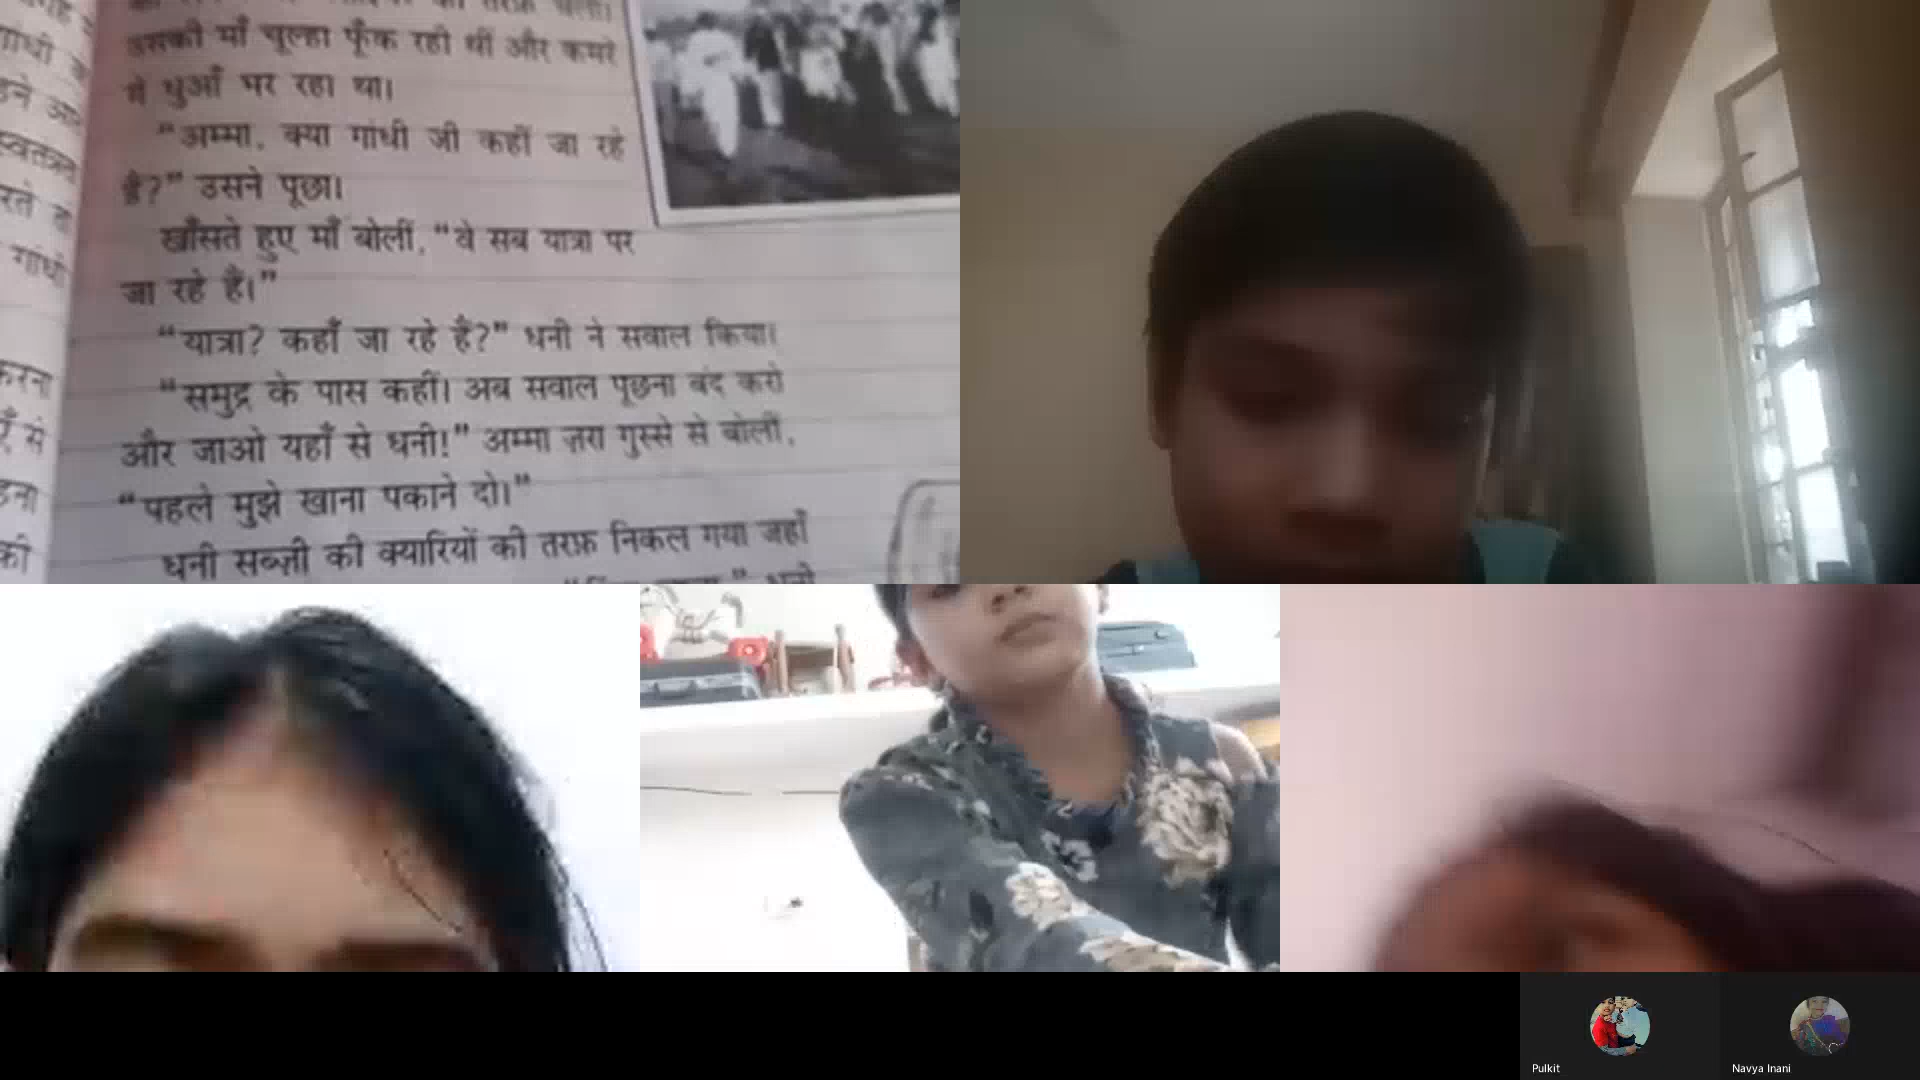 उसकी माँ चूल्हा फूँक रही थीं और कमरे
में धुआँ भर रहा था।
“अम्मा, क्या गांधी जी कहीं जा रहे
हैं?” उसने पूछा।
खाँसते हुए माँ बोलीं, “वे सब यात्रा पर
जा रहे हैं।”
“यात्रा? कहाँ जा रहे हैं?” धनी ने सवाल किया।
“समुद्र के पास कहीं। अब सवाल पूछना बंद करो
और जाओ यहाँ से धनी!” अम्मा ज़रा गुस्से से बोलीं,
“पहले मुझे खाना पकाने दो।”
धनी सब्ज़ी की क्यारियों की तरफ़ निकल गया जहाँ
Pulkit
Navya Inani